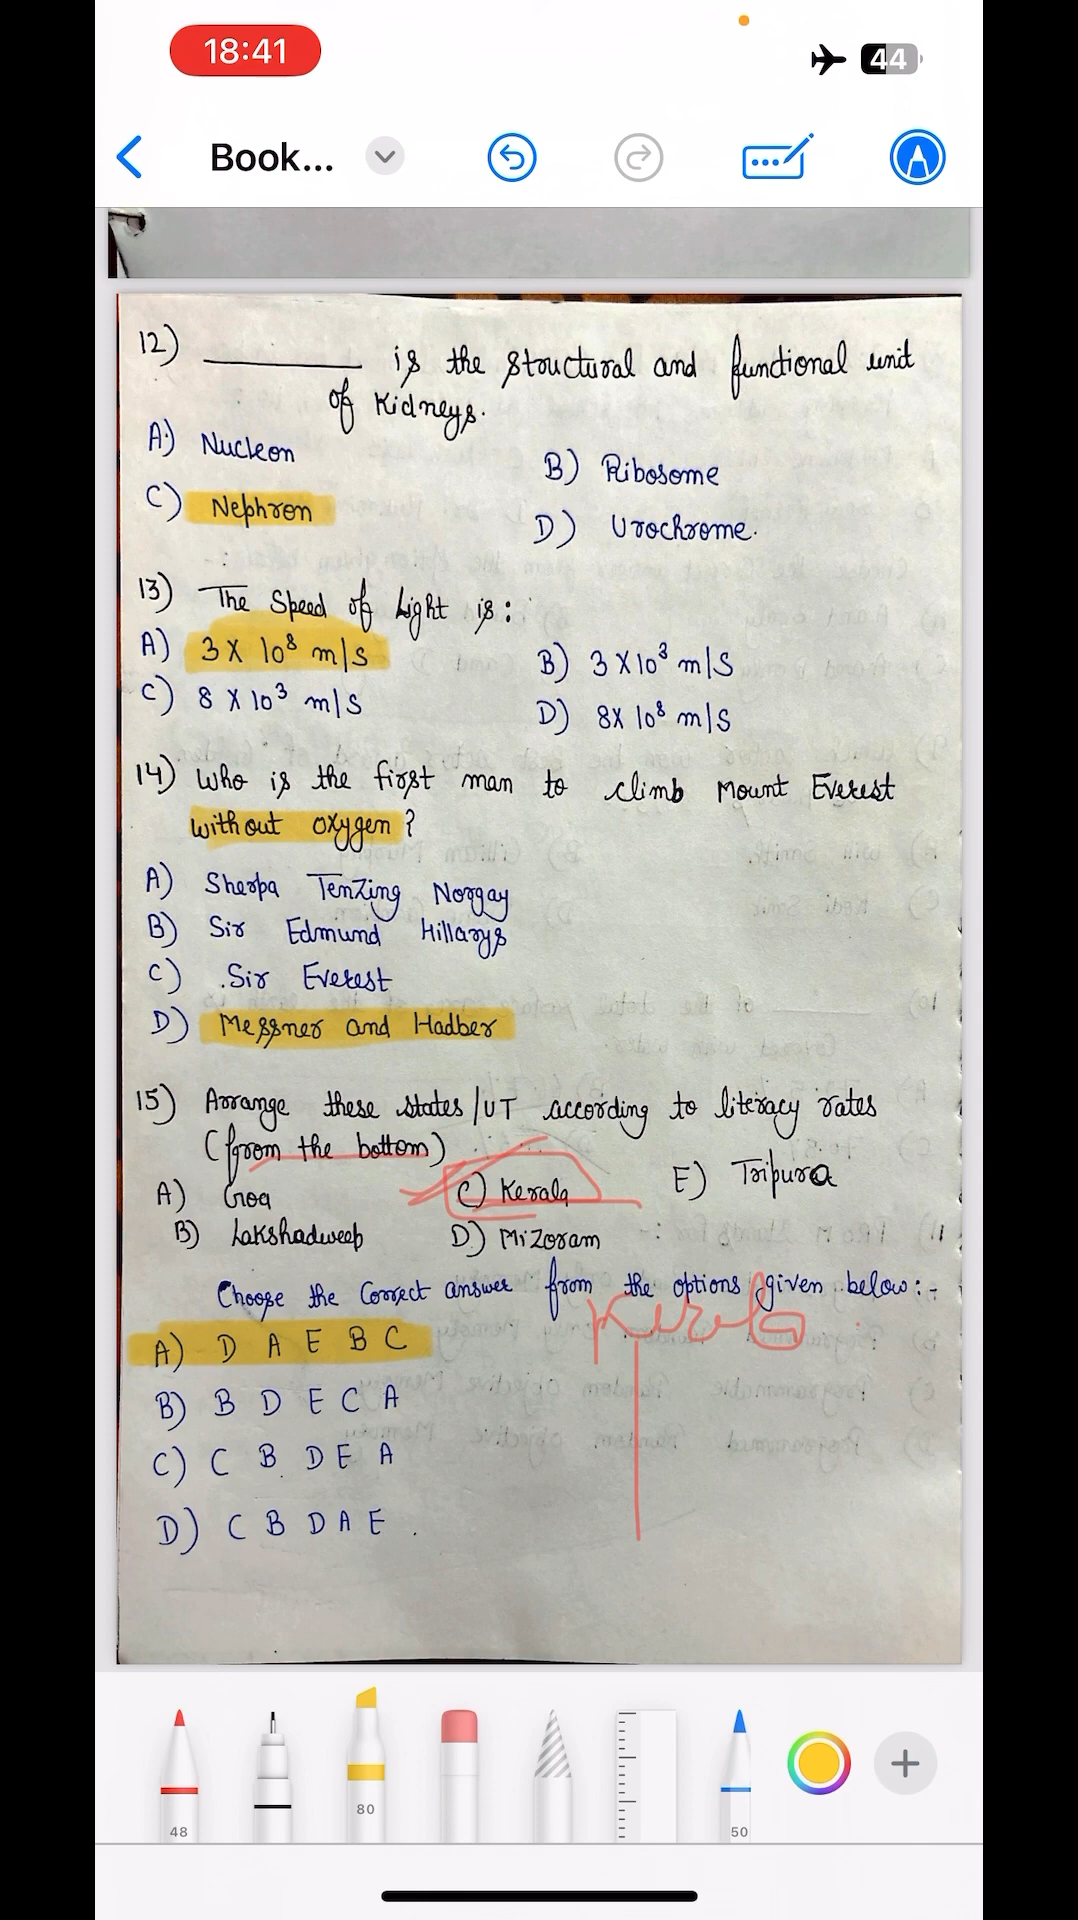 18:41
44
Book...
12) ________ is the structural and functional unit
of Kidneys.
A) Nucleon
B) Ribosome
C) Nephron
D) Urochrome.
13) The Speed of Light is:
A) 3 X 10⁸ m/s
B) 3 X 10³ m/s
C) 8 X 10³ m/s
D) 8X 10⁸ m/s
14) Who is the first man to climb Mount Everest
without oxygen?
A) Sherpa Tenzing Norgay
B) Sir Edmund Hillarys
C) Sir Everest
D) Messner and Hadber
15) Arrange these states/UT according to literacy rates
(from the bottom)
A) Goa
C) Kerala
E) Tripura
B) Lakshadweep
D) Mizoram
Choose the correct answer from the options given below:-
Kerala
A) D A E B C
B) B D E C A
C) C B D E A
D) C B D A E.
48
80
50